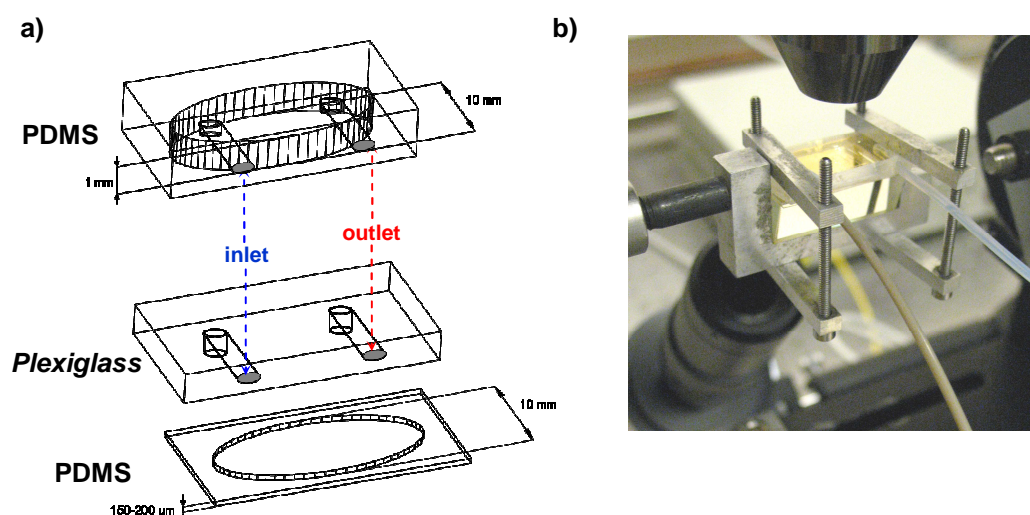 a)
b)
10 mm
PDMS
1 mm
outlet
inlet
Plexiglass
10 mm
PDMS
150-200 um